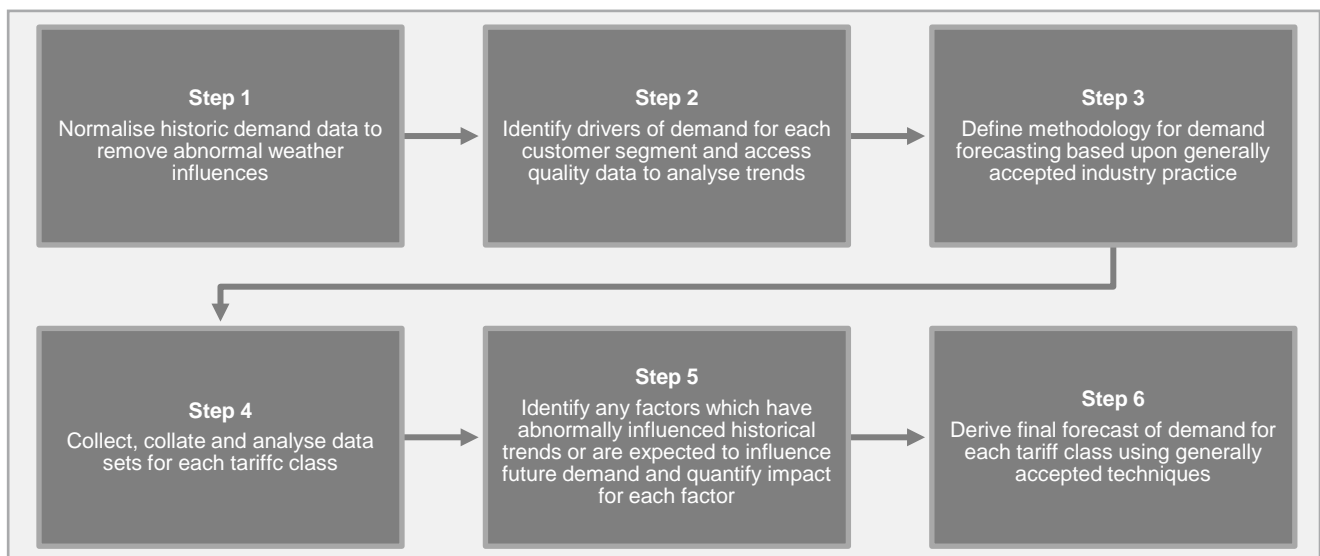 Step 1
Normalise historic demand data to
remove abnormal weather
influences
Step 2
Identify drivers of demand for each
customer segment and access
quality data to analyse trends
Step 3
Define methodology for demand
forecasting based upon generally
accepted industry practice
Step 4
Collect, collate and analyse data
sets for each tariffc class
Step 5
Identify any factors which have
abnormally influenced historical
trends or are expected to influence
future demand and quantify impact
for each factor
Step 6
Derive final forecast of demand for
each tariff class using generally
accepted techniques